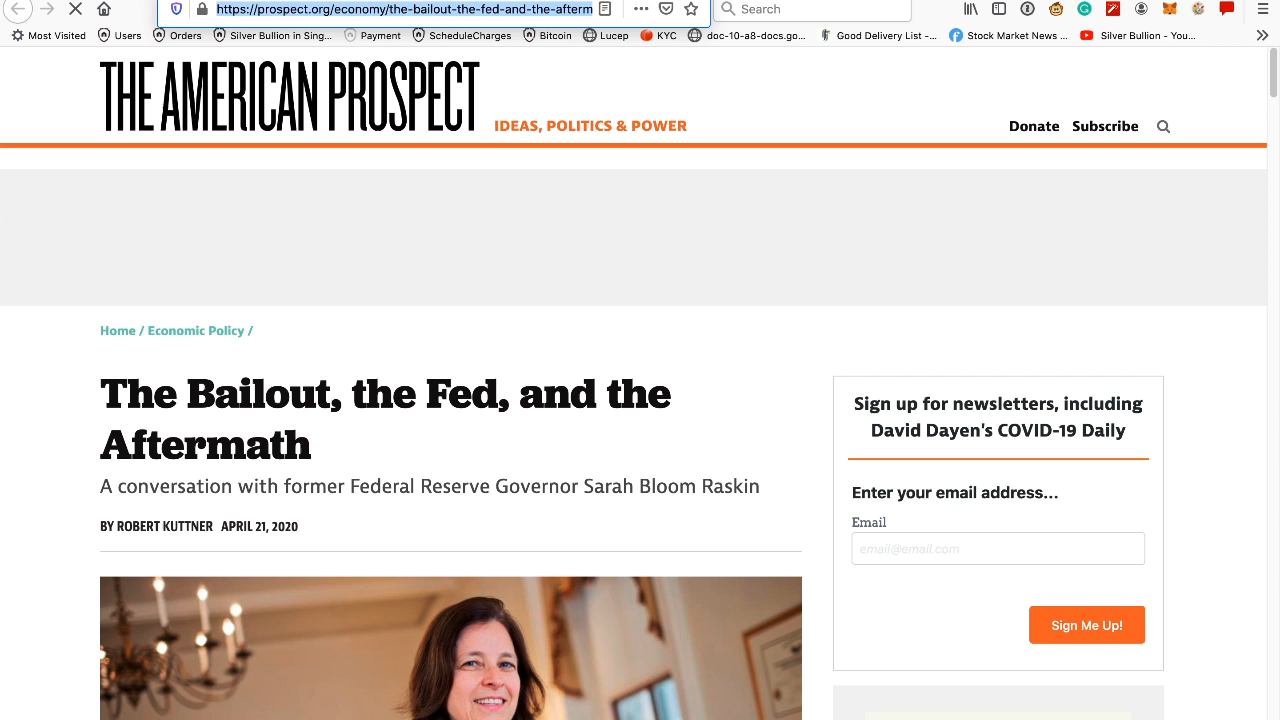 https://prospect.org/economy/the-bailout-the-fed-and-the-afterm
Search
Most Visited
Users
Orders
Silver Bullion in Sing...
Payment
ScheduleCharges
Bitcoin
Lucep
KYC
doc-10-a8-docs.go...
Good Delivery List -...
Stock Market News ...
Silver Bullion - You...
THE AMERICAN PROSPECT
IDEAS, POLITICS & POWER
Donate
Subscribe
Home / Economic Policy /
The Bailout, the Fed, and the
Aftermath
A conversation with former Federal Reserve Governor Sarah Bloom Raskin
BY ROBERT KUTTNER APRIL 21, 2020
Sign up for newsletters, including
David Dayen's COVID-19 Daily
Enter your email address...
Email
email@email.com
Sign Me Up!